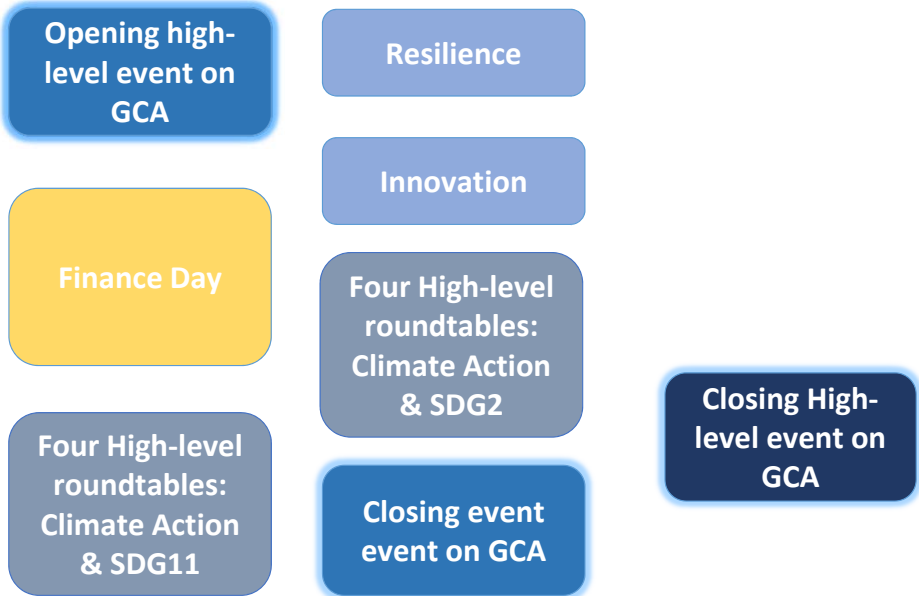 Opening high-
level event on
GCA
Finance Day
Four High-level
roundtables:
Climate Action
& SDG11
Resilience
Innovation
Four High-level
roundtables:
Climate Action
& SDG2
Closing event
event on GCA
Closing High-
level event on
GCA